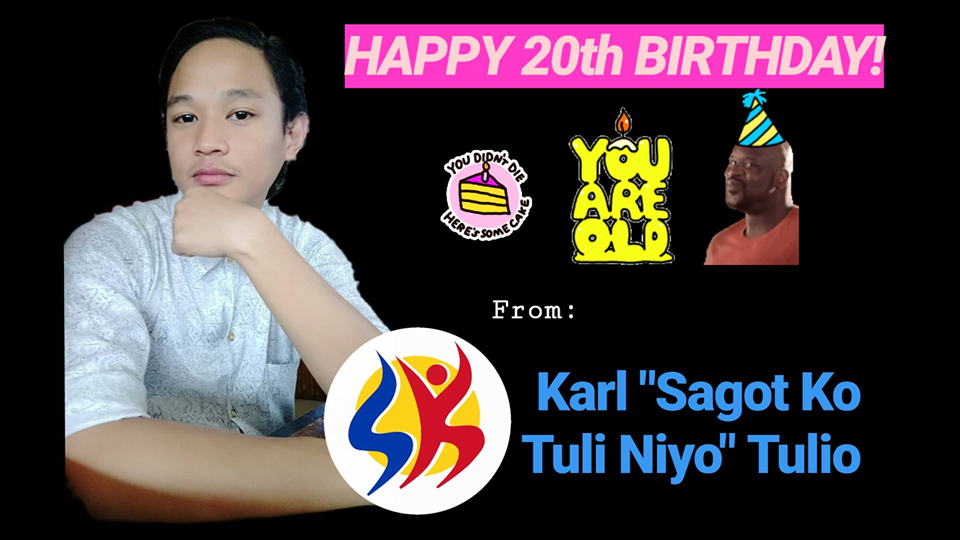 HAPPY 20th BIRTHDAY!
YOU DIDN'T DIE
HERE'S SOME CAKE
YOU
ARE
OLD
From:
SK
Karl "Sagot Ko
Tuli Niyo" Tulio